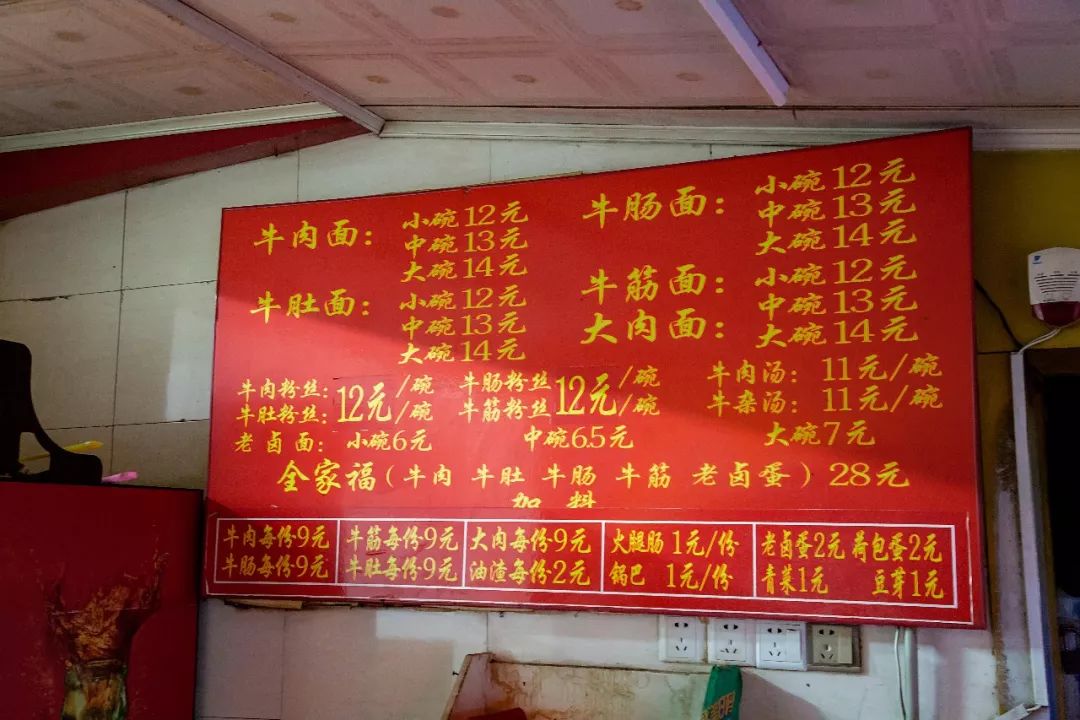 牛肉面： 小碗12元
中碗13元
大碗14元
牛肠面： 小碗12元
中碗13元
大碗14元
牛肚面： 小碗12元
中碗13元
大碗14元
牛筋面： 小碗12元
大肉面： 中碗13元
大碗14元
牛肉粉丝： 12元/碗
牛肚粉丝： /碗
牛肠粉丝 12元/碗
牛筋粉丝 /碗
牛肉汤： 11元/碗
牛杂汤： 11元/碗
老卤面： 小碗6元 中碗6.5元 大碗7元
全家福（牛肉 牛肚 牛肠 牛筋 老卤蛋）28元
加料
牛肉每份9元 牛筋每份9元 大肉每份9元 火腿肠 1元/份 老卤蛋2元 荷包蛋2元
牛肠每份9元 牛肚每份9元 油渣每份2元 锅巴 1元/份 青菜1元 豆芽1元